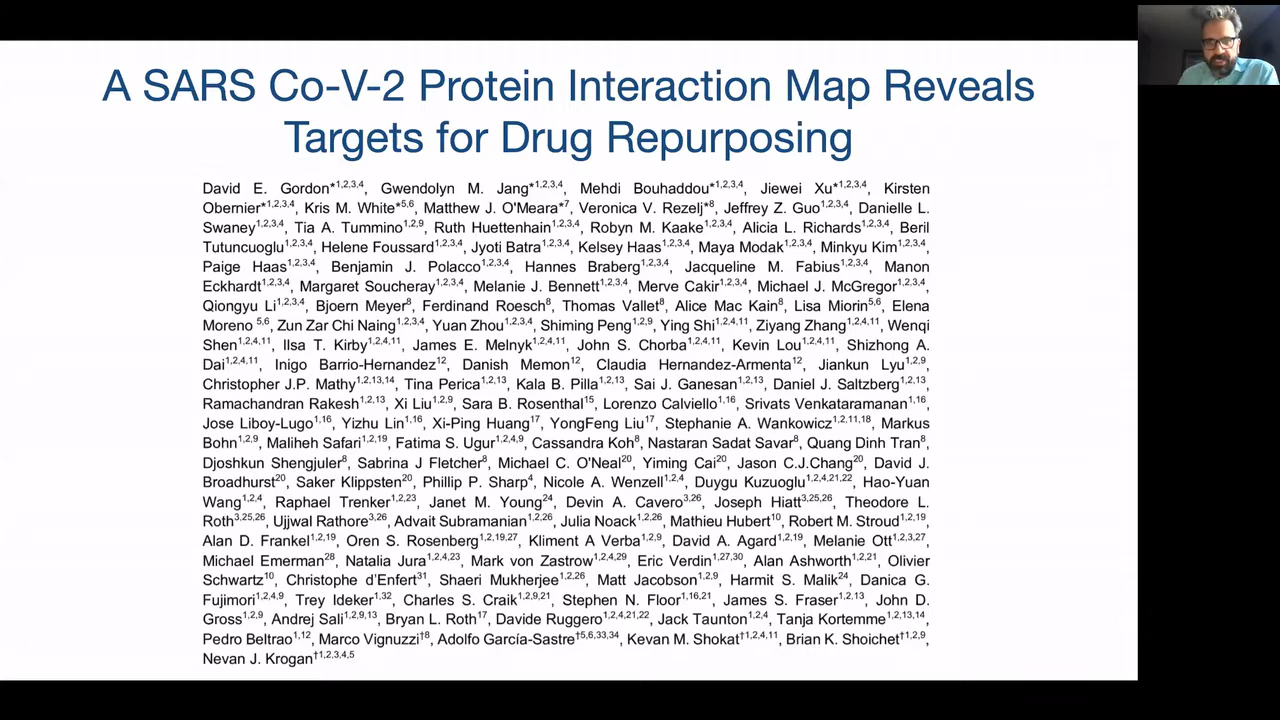 A SARS Co-V-2 Protein Interaction Map Reveals
Targets for Drug Repurposing
David E. Gordon*1,2,3,4, Gwendolyn M. Jang*1,2,3,4, Mehdi Bouhaddou*1,2,3,4, Jiewei Xu*1,2,3,4, Kirsten
Obernier*1,2,3,4, Kris M. White*5,6, Matthew J. O'Meara*7, Veronica V. Rezelj*8, Jeffrey Z. Guo1,2,3,4, Danielle L.
Swaney1,2,3,4, Tia A. Tummino1,2,9, Ruth Huettenhain1,2,3,4, Robyn M. Kaake1,2,3,4, Alicia L. Richards1,2,3,4, Beril
Tutuncuoglu1,2,3,4, Helene Foussard1,2,3,4, Jyoti Batra1,2,3,4, Kelsey Haas1,2,3,4, Maya Modak1,2,3,4, Minkyu Kim1,2,3,4,
Paige Haas1,2,3,4, Benjamin J. Polacco1,2,3,4, Hannes Braberg1,2,3,4, Jacqueline M. Fabius1,2,3,4, Manon
Eckhardt1,2,3,4, Margaret Soucheray1,2,3,4, Melanie J. Bennett1,2,3,4, Merve Cakir1,2,3,4, Michael J. McGregor1,2,3,4,
Qiongyu Li1,2,3,4, Bjoern Meyer8, Ferdinand Roesch8, Thomas Vallet8, Alice Mac Kain8, Lisa Miorin5,6, Elena
Moreno 5,6, Zun Zar Chi Naing1,2,3,4, Yuan Zhou1,2,3,4, Shiming Peng1,2,9, Ying Shi1,2,4,11, Ziyang Zhang1,2,4,11, Wenqi
Shen1,2,4,11, Ilsa T. Kirby1,2,4,11, James E. Melnyk1,2,4,11, John S. Chorba1,2,4,11, Kevin Lou1,2,4,11, Shizhong A.
Dai1,2,4,11, Inigo Barrio-Hernandez12, Danish Memon12, Claudia Hernandez-Armenta12, Jiankun Lyu1,2,9,
Christopher J.P. Mathy1,2,13,14, Tina Perica1,2,13, Kala B. Pilla1,2,13, Sai J. Ganesan1,2,13, Daniel J. Saltzberg1,2,13,
Ramachandran Rakesh1,2,13, Xi Liu1,2,9, Sara B. Rosenthal15, Lorenzo Calviello1,16, Srivats Venkataramanan1,16,
Jose Liboy-Lugo1,16, Yizhu Lin1,16, Xi-Ping Huang17, YongFeng Liu17, Stephanie A. Wankowicz1,2,11,18, Markus
Bohn1,2,9, Maliheh Safari1,2,19, Fatima S. Ugur1,2,4,9, Cassandra Koh8, Nastaran Sadat Savar8, Quang Dinh Tran8,
Djoshkun Shengjuler8, Sabrina J Fletcher8, Michael C. O'Neal20, Yiming Cai20, Jason C.J.Chang20, David J.
Broadhurst20, Saker Klippsten20, Phillip P. Sharp4, Nicole A. Wenzell1,2,4, Duygu Kuzuoglu1,2,4,21,22, Hao-Yuan
Wang1,2,4, Raphael Trenker1,2,23, Janet M. Young24, Devin A. Cavero3,26, Joseph Hiatt3,25,26, Theodore L.
Roth3,25,26, Ujjwal Rathore3,26, Advait Subramanian1,2,26, Julia Noack1,2,26, Mathieu Hubert10, Robert M. Stroud1,2,19,
Alan D. Frankel1,2,19, Oren S. Rosenberg1,2,19,27, Kliment A Verba1,2,9, David A. Agard1,2,19, Melanie Ott1,2,3,27,
Michael Emerman28, Natalia Jura1,2,4,23, Mark von Zastrow1,2,4,29, Eric Verdin1,27,30, Alan Ashworth1,2,21, Olivier
Schwartz10, Christophe d'Enfert31, Shaeri Mukherjee1,2,26, Matt Jacobson1,2,9, Harmit S. Malik24, Danica G.
Fujimori1,2,4,9, Trey Ideker1,32, Charles S. Craik1,2,9,21, Stephen N. Floor1,16,21, James S. Fraser1,2,13, John D.
Gross1,2,9, Andrej Sali1,2,9,13, Bryan L. Roth17, Davide Ruggero1,2,4,21,22, Jack Taunton1,2,4, Tanja Kortemme1,2,13,14,
Pedro Beltrao1,12, Marco Vignuzzi†8, Adolfo García-Sastre†5,6,33,34, Kevan M. Shokat†1,2,4,11, Brian K. Shoichet†1,2,9,
Nevan J. Krogan†1,2,3,4,5